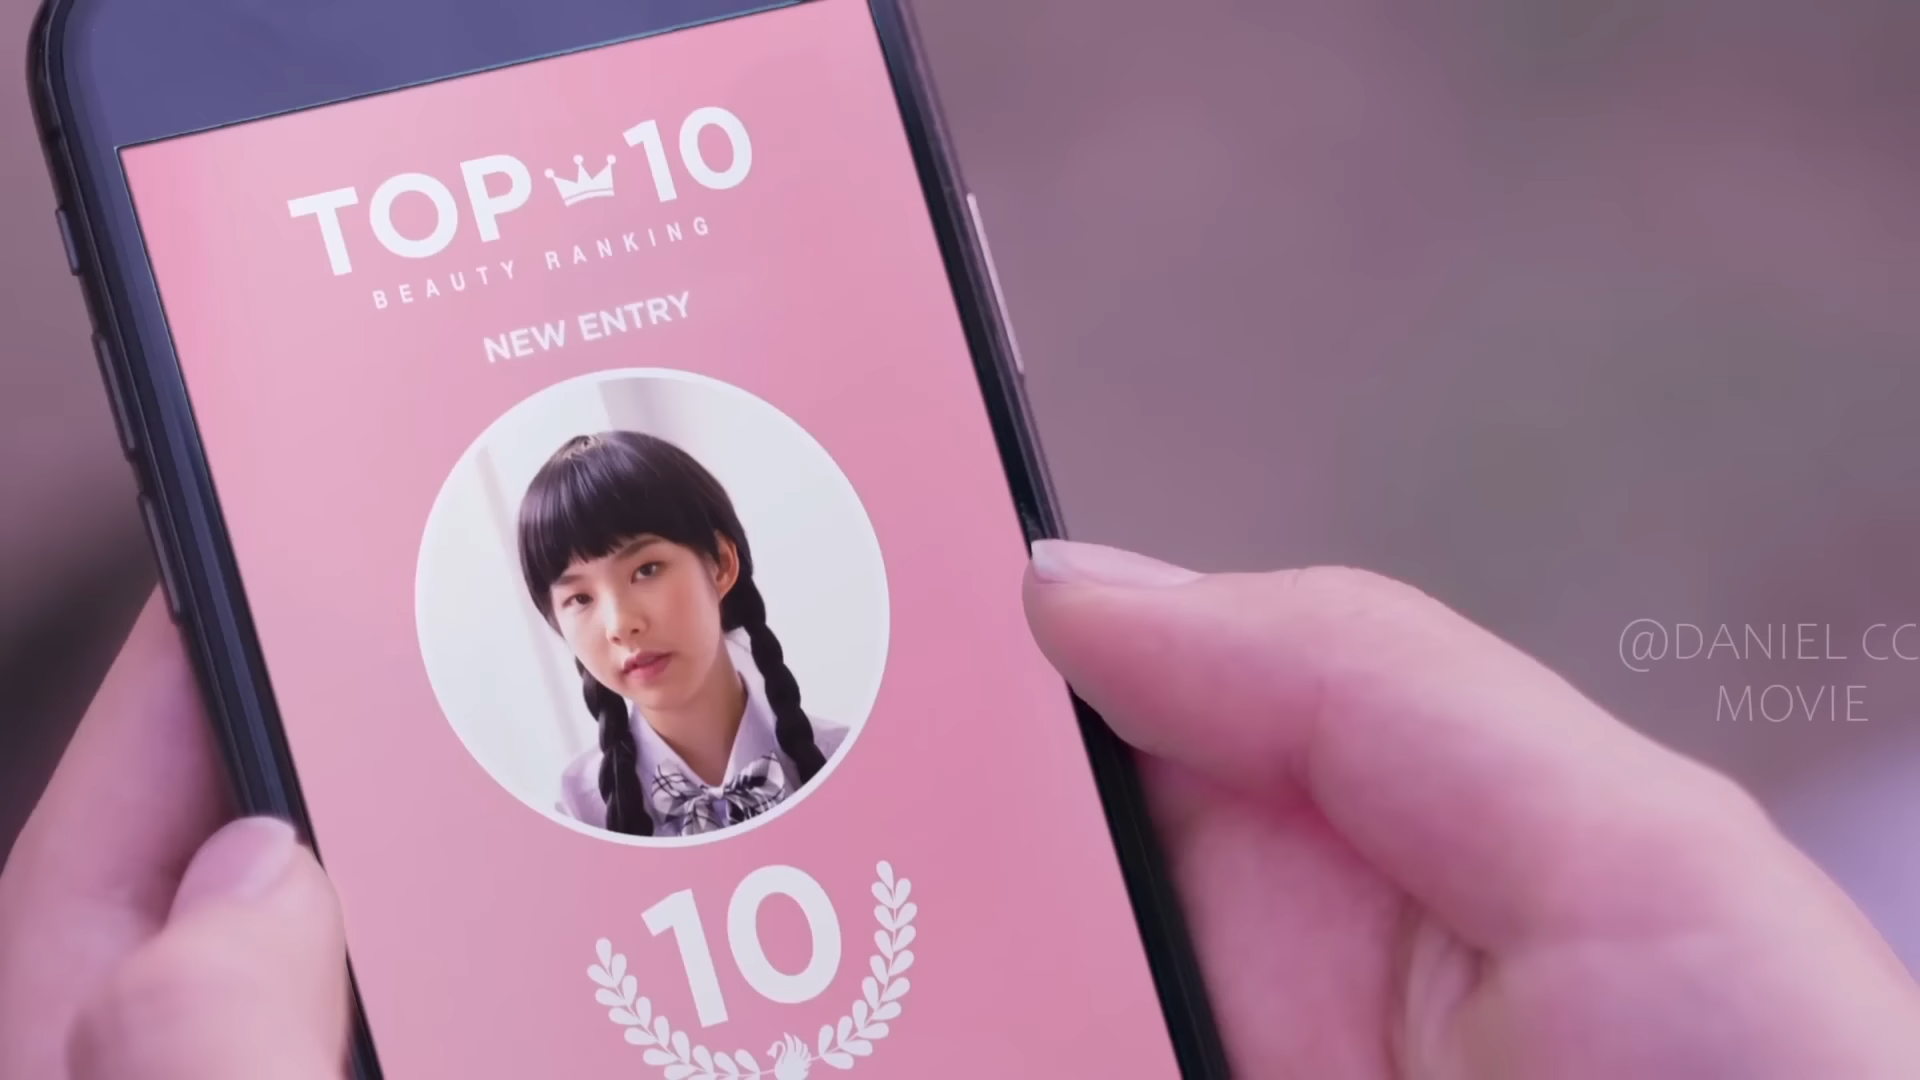 TOP 10
BEAUTY RANKING
NEW ENTRY
10
@DANIEL CC
MOVIE